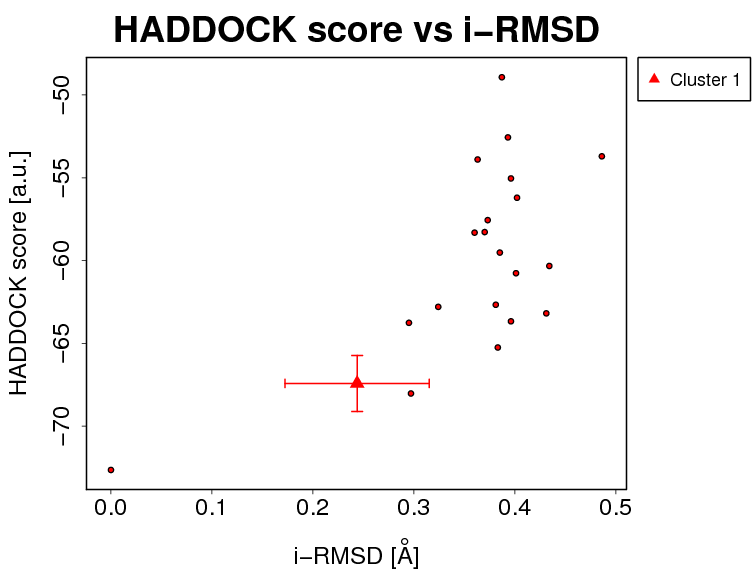 HADDOCK score vs i−RMSD
Cluster 1
HADDOCK score [a.u.]
−50
−55
−60
−65
−70
0.0 0.1 0.2 0.3 0.4 0.5
i−RMSD [Å]